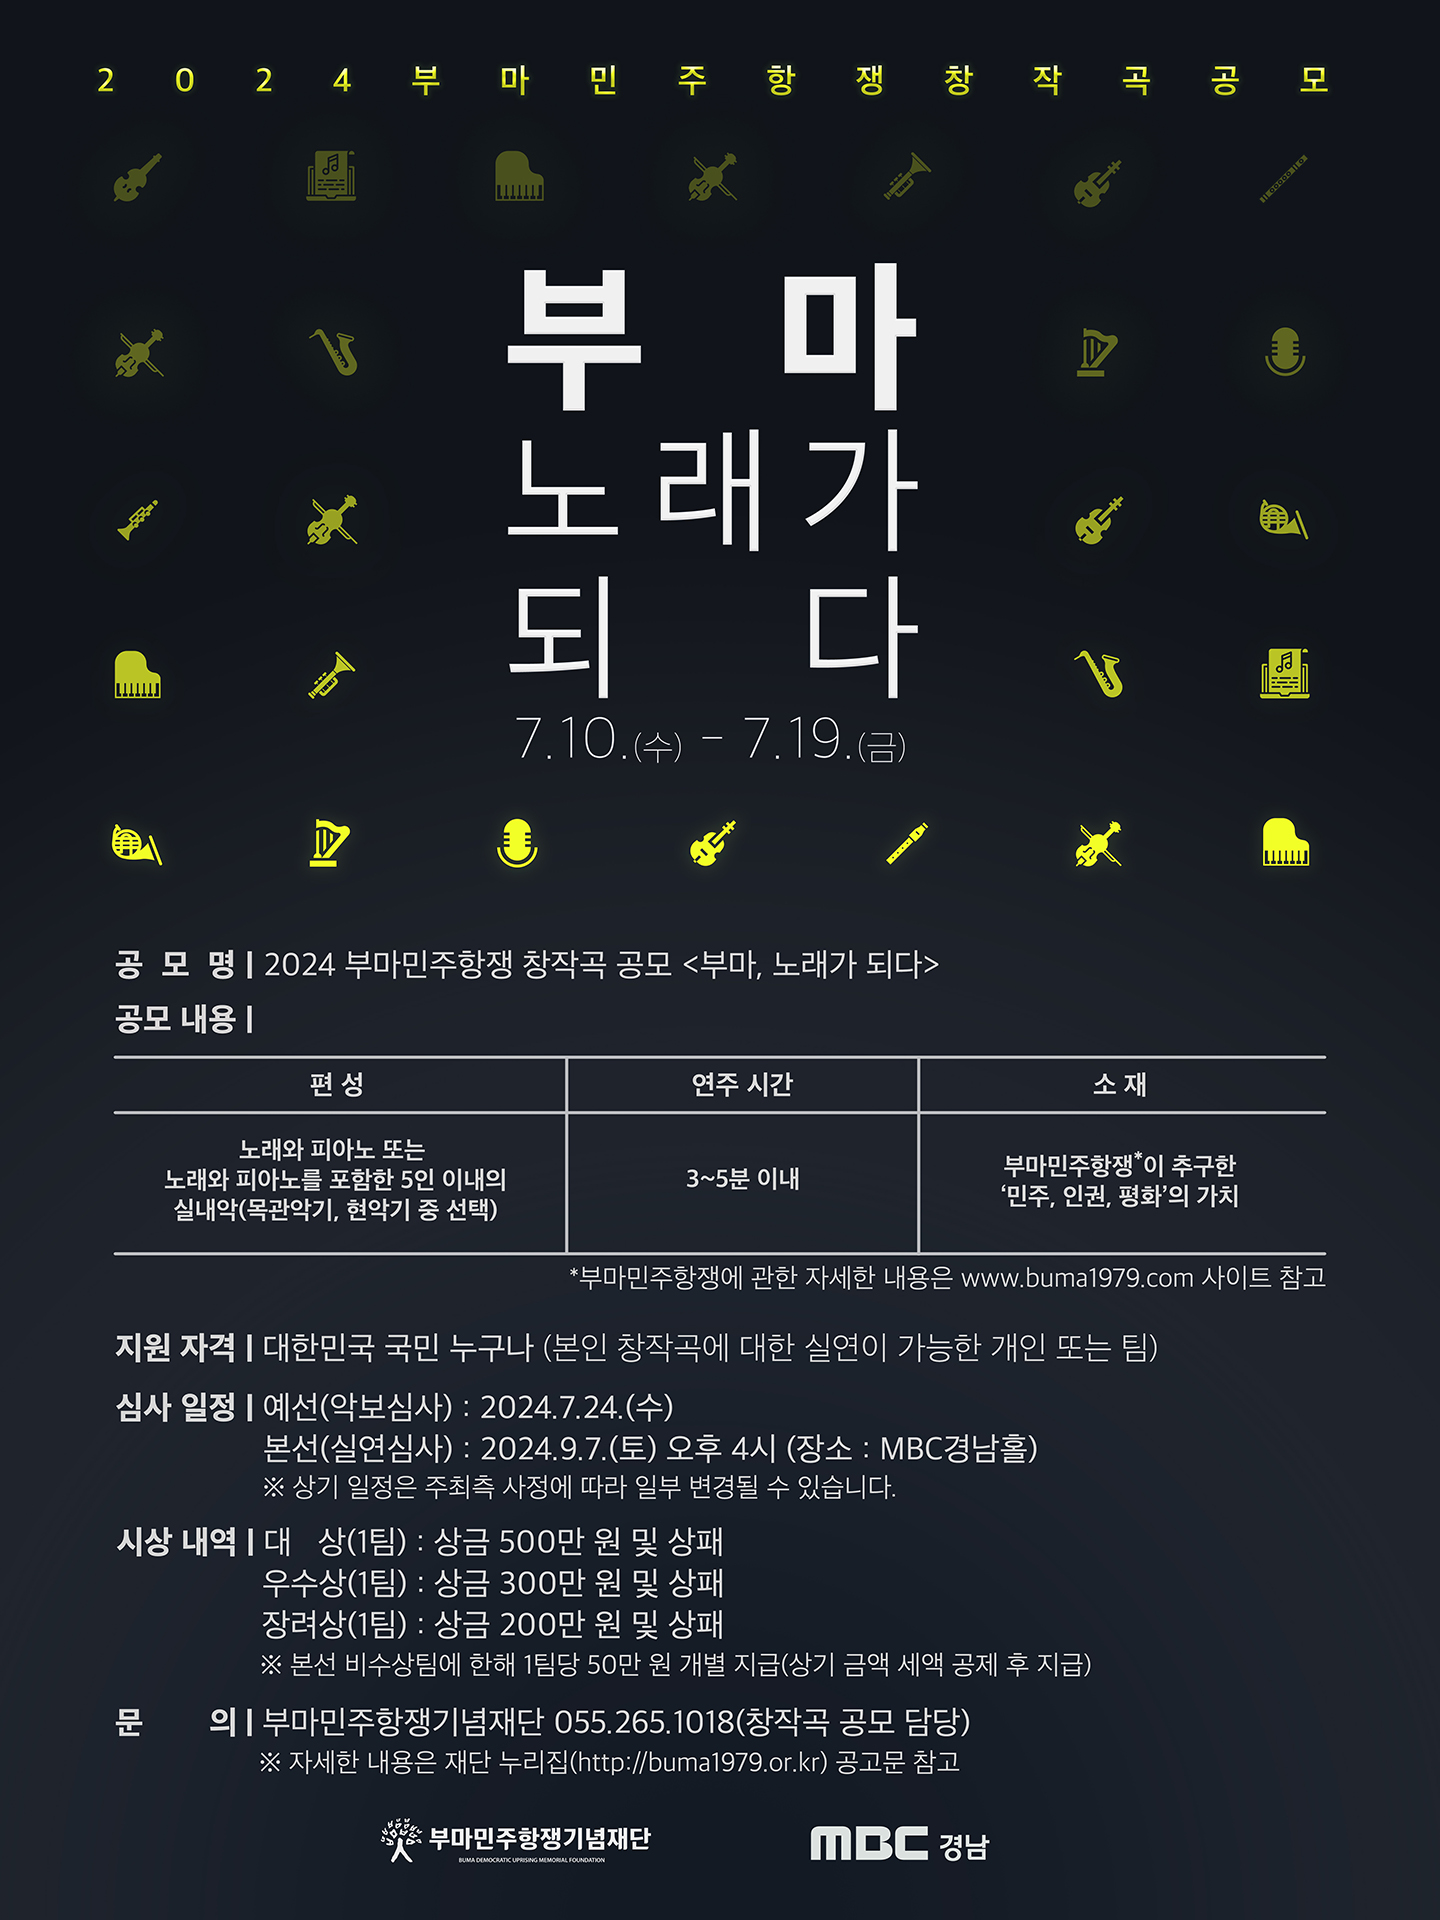 2024부마민주항쟁창작곡공모
부마
노래가
되다
7.10.(수) - 7.19.(금)
공 모 명 | 2024 부마민주항쟁 창작곡 공모 <부마, 노래가 되다>
공모 내용 |
편 성 연주 시간 소 재
노래와 피아노 또는
노래와 피아노를 포함한 5인 이내의
실내악(목관악기, 현악기 중 선택)
3~5분 이내
부마민주항쟁*이 추구한
‘민주, 인권, 평화’의 가치
*부마민주항쟁에 관한 자세한 내용은 www.buma1979.com 사이트 참고
지원 자격 | 대한민국 국민 누구나 (본인 창작곡에 대한 실연이 가능한 개인 또는 팀)
심사 일정 | 예선(악보심사) : 2024.7.24.(수)
본선(실연심사) : 2024.9.7.(토) 오후 4시 (장소 : MBC경남홀)
※ 상기 일정은 주최측 사정에 따라 일부 변경될 수 있습니다.
시상 내역 | 대 상(1팀) : 상금 500만 원 및 상패
우수상(1팀) : 상금 300만 원 및 상패
장려상(1팀) : 상금 200만 원 및 상패
※ 본선 비수상팀에 한해 1팀당 50만 원 개별 지급(상기 금액 세액 공제 후 지급)
문 의 | 부마민주항쟁기념재단 055.265.1018(창작곡 공모 담당)
※ 자세한 내용은 재단 누리집(http://buma1979.or.kr) 공고문 참고
부마민주항쟁기념재단
BUMA DEMOCRATIC UPRISING MEMORIAL FOUNDATION
MBC 경남